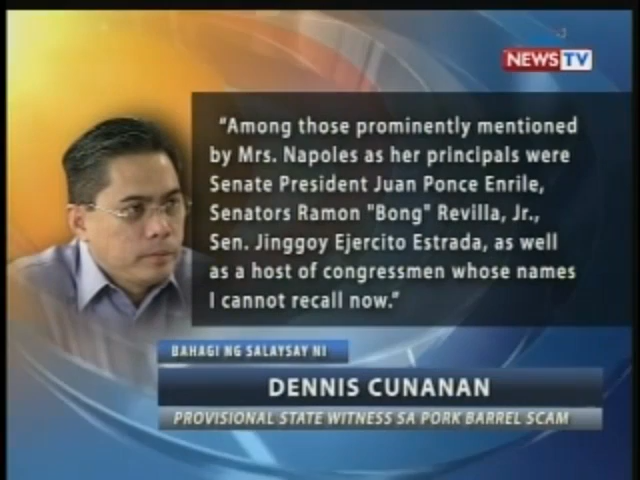 NEWS TV
"Among those prominently mentioned
by Mrs. Napoles as her principals were
Senate President Juan Ponce Enrile,
Senators Ramon "Bong" Revilla, Jr.,
Sen. Jinggoy Ejercito Estrada, as well
as a host of congressmen whose names
I cannot recall now."
BAHAGI NG SALAYSAY NI
DENNIS CUNANAN
PROVISIONAL STATE WITNESS SA PORK BARREL SCAM